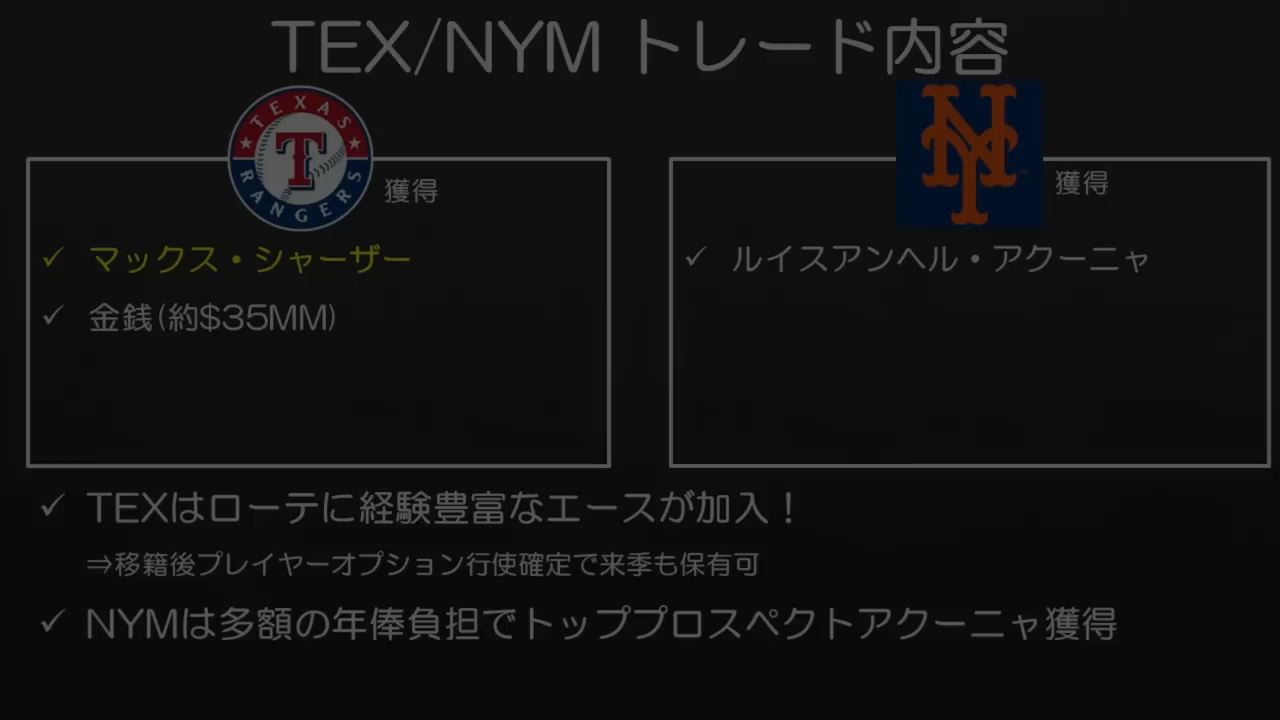 TEX/NYM トレード内容
TEXAS
T
RANGERS
獲得
✓ マックス・シャーザー
✓ 金銭(約$35MM)
NY
獲得
✓ ルイスアンヘル・アクーニャ
✓ TEXはローテに経験豊富なエースが加入！
⇒移籍後プレイヤーオプション行使確定で来季も保有可
✓ NYMは多額の年俸負担でトッププロスペクトアクーニャ獲得